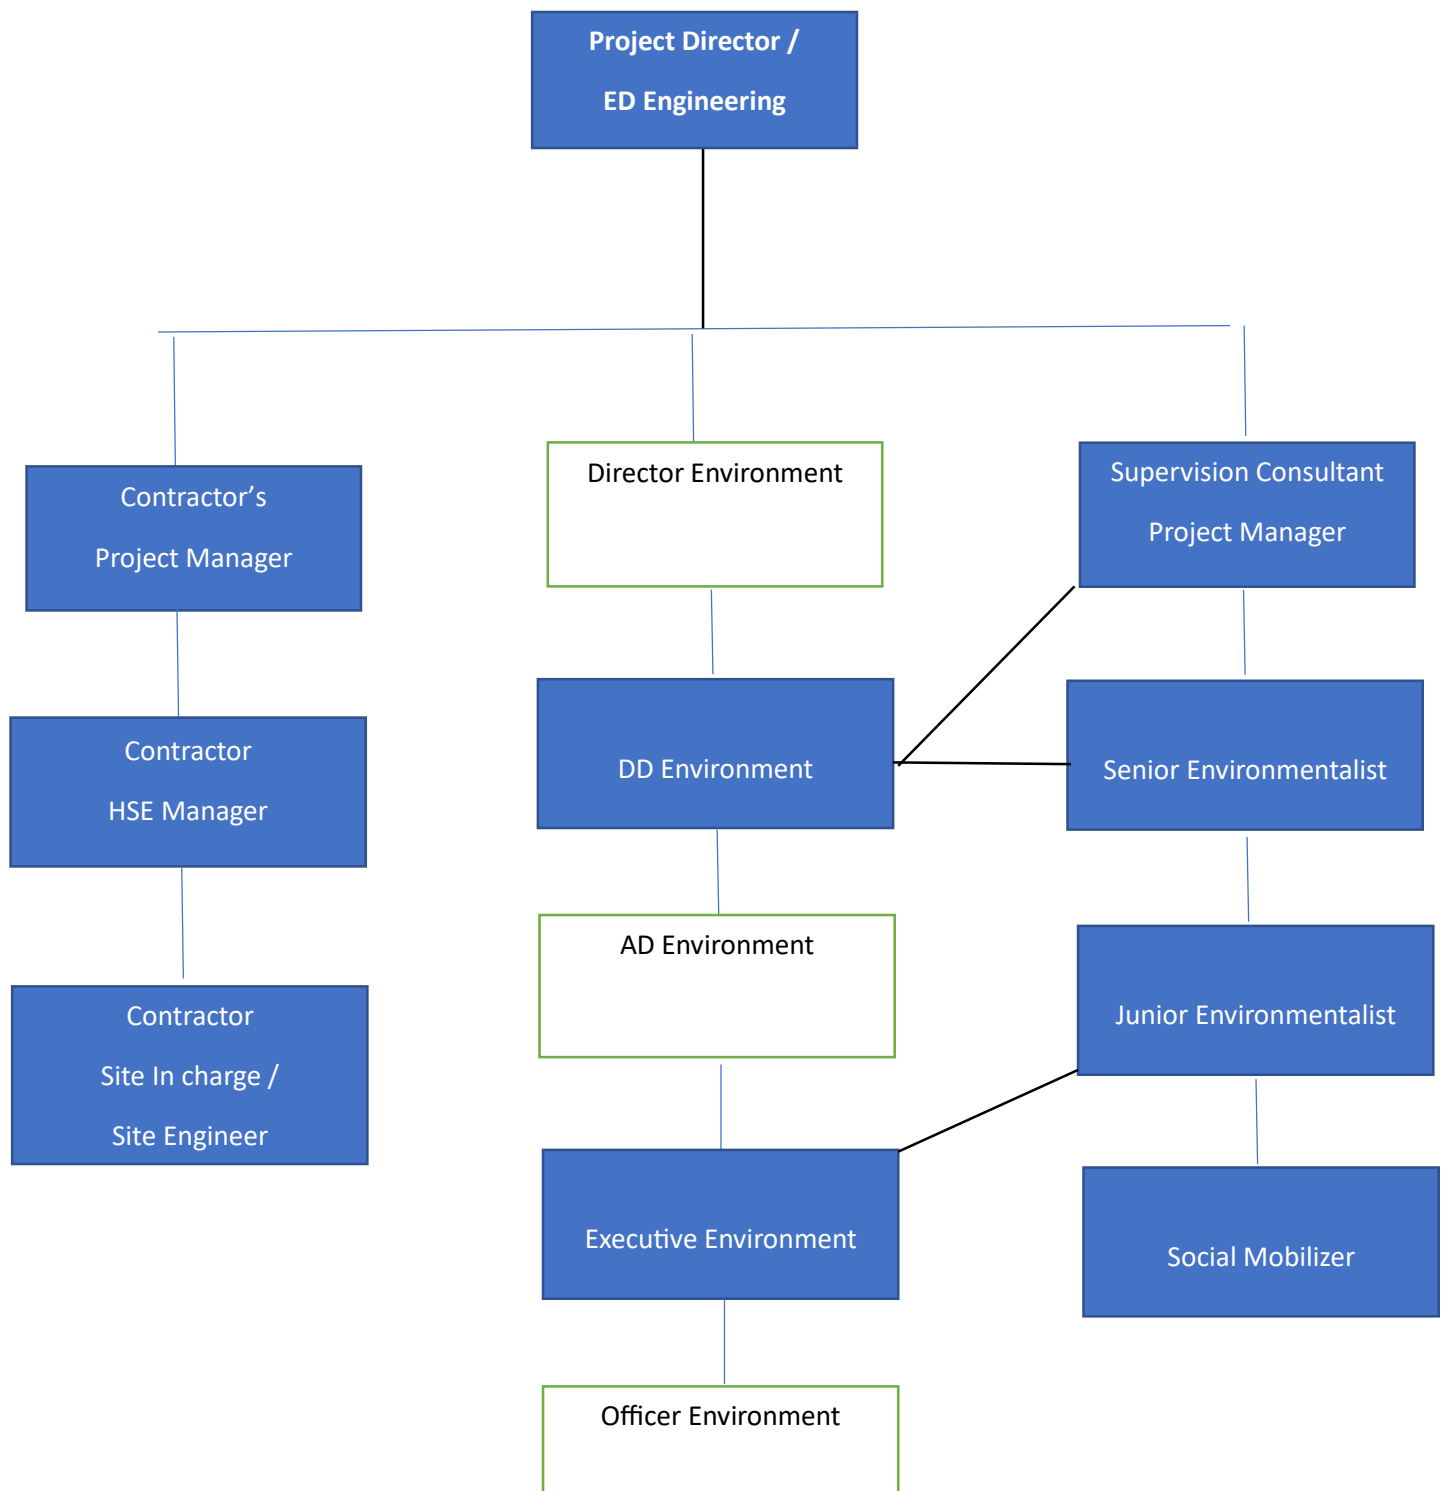 Project Director /
ED Engineering
Contractor’s
Project Manager
Director Environment
Supervision Consultant
Project Manager
Contractor
HSE Manager
DD Environment
Senior Environmentalist
Contractor
Site In charge /
Site Engineer
AD Environment
Junior Environmentalist
Executive Environment
Social Mobilizer
Officer Environment